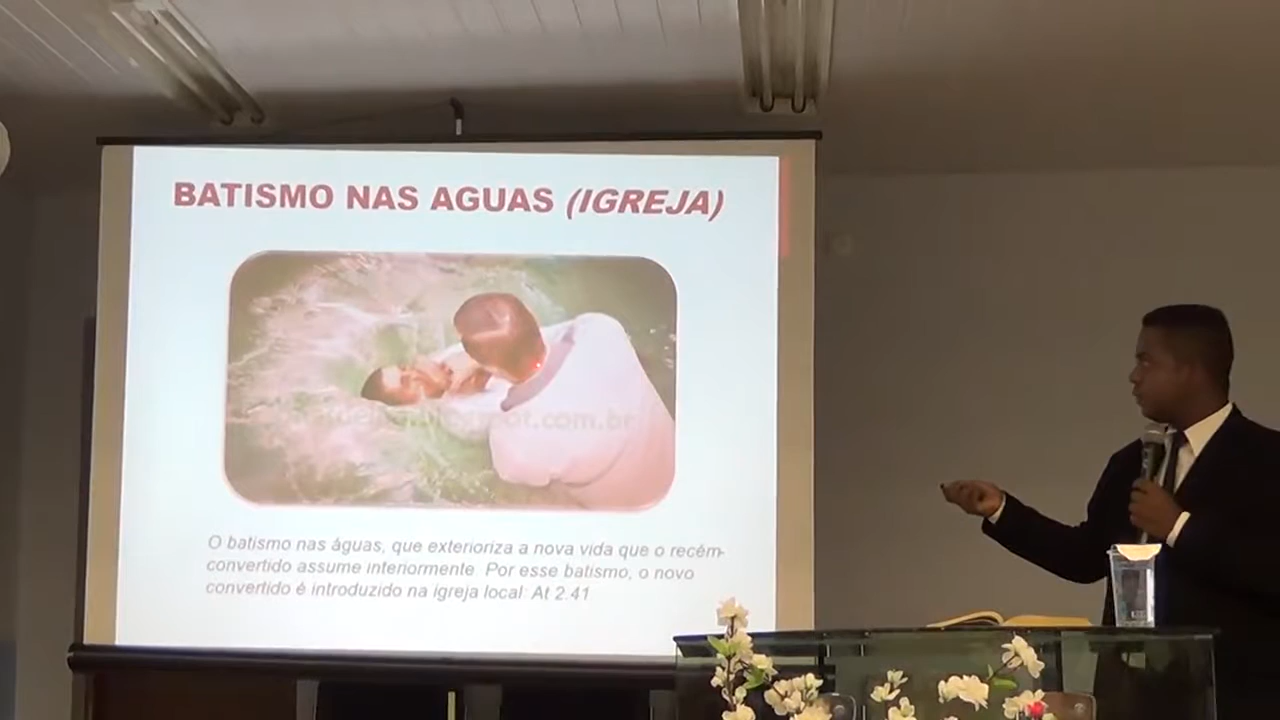 BATISMO NAS AGUAS (IGREJA)
O batismo nas águas, que exterioriza a nova vida que o recém-
convertido assume interiormente. Por esse batismo, o novo
convertido é introduzido na igreja local: At 2.41